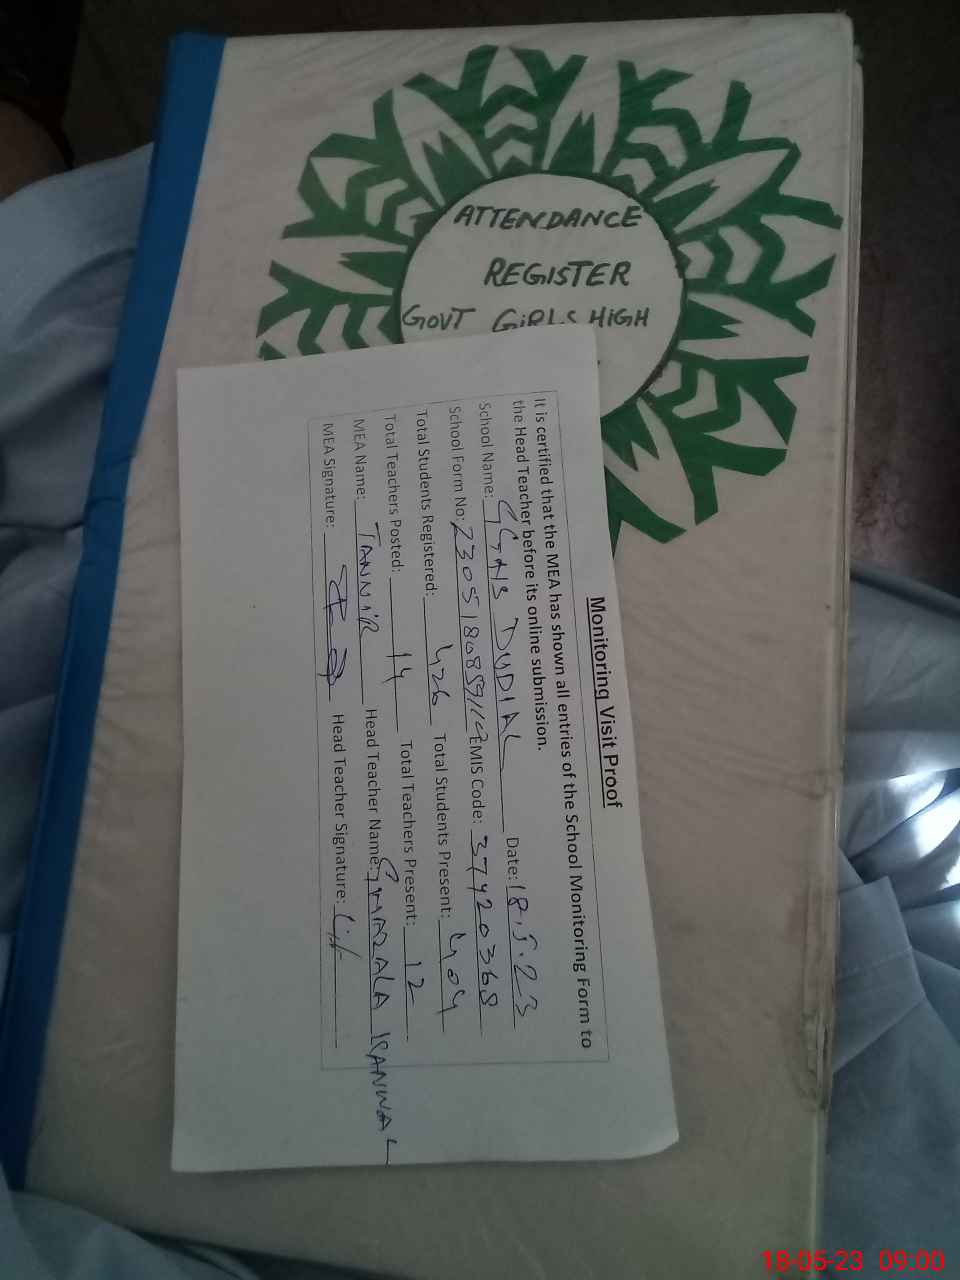 ATTENDANCE
REGISTER
GOVT GIRLS HIGH
Monitoring Visit Proof
It is certified that the MEA has shown all entries of the School Monitoring Form to
the Head Teacher before its online submission.
School Name: GGHS DUDIAL Date: 18.5.23
School Form No: EMIS Code: 37420368
Total Students Registered: 426 Total Students Present: 404
Total Teachers Posted: 14 Total Teachers Present: 12
MEA Name: TANNIR Head Teacher Name: GHAZALA KANWAL
MEA Signature: Head Teacher Signature:
18-05-23 09:00